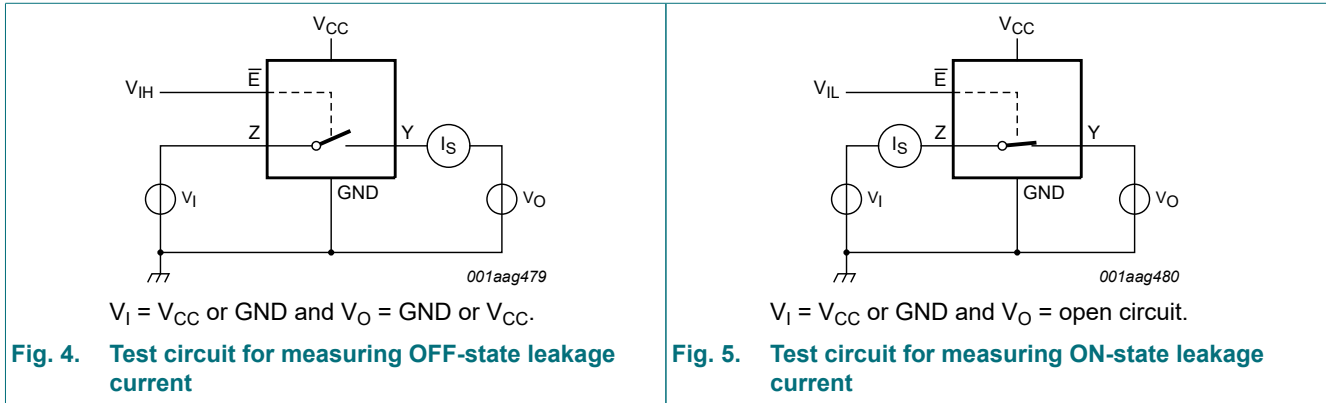 VCC
E
VIH
Z
Y
IS
VI
GND
VO
001aag479
VI = VCC or GND and VO = GND or VCC.
Fig. 4. Test circuit for measuring OFF-state leakage
current
VCC
E
VIL
IS
Z
Y
VI
GND
VO
001aag480
VI = VCC or GND and VO = open circuit.
Fig. 5. Test circuit for measuring ON-state leakage
current